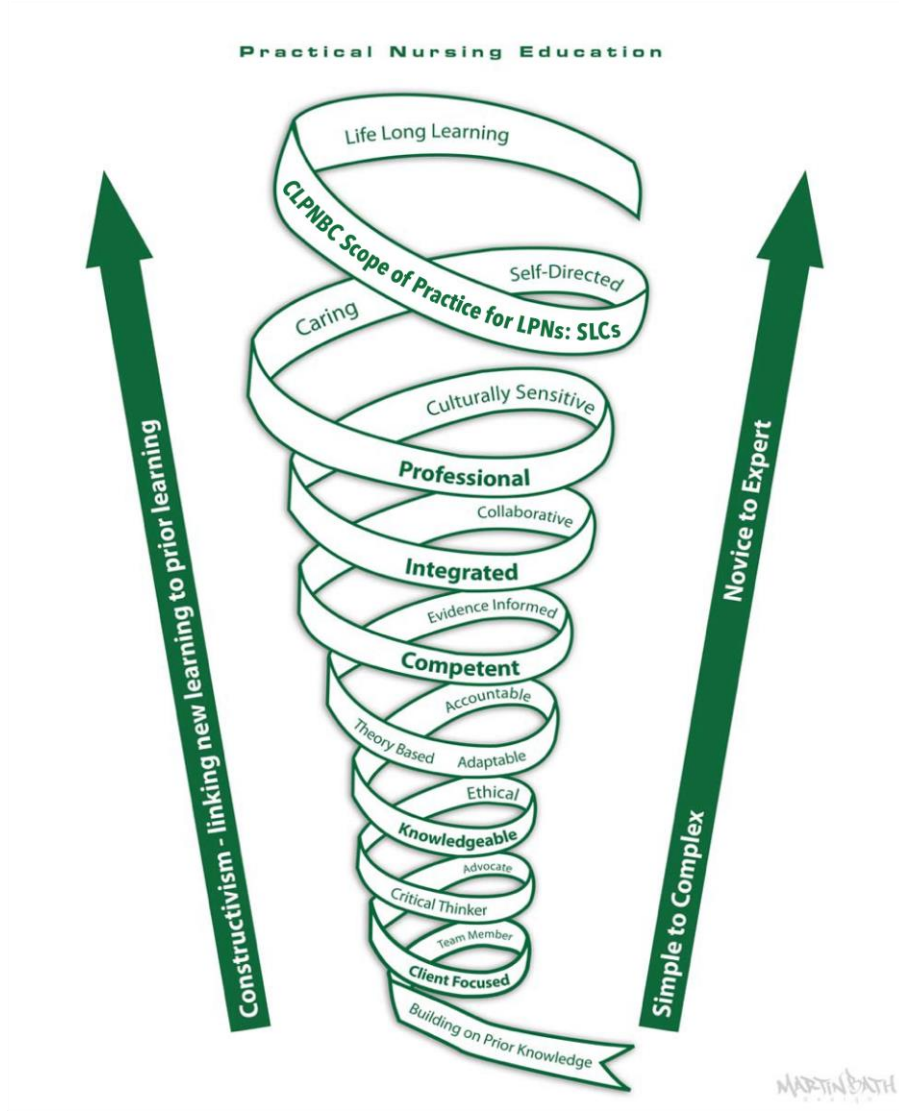 Practical Nursing Education
Life Long Learning
CLPNBC Scope of Practice for LPNs: SLCs
Self-Directed
Caring
Culturally Sensitive
Professional
Collaborative
Integrated
Evidence Informed
Competent
Accountable
Theory Based
Adaptable
Ethical
Knowledgeable
Advocate
Critical Thinker
Team Member
Client Focused
Building on Prior Knowledge
Constructivism - linking new learning to prior learning
Novice to Expert
Simple to Complex
MARTIN BATH
design